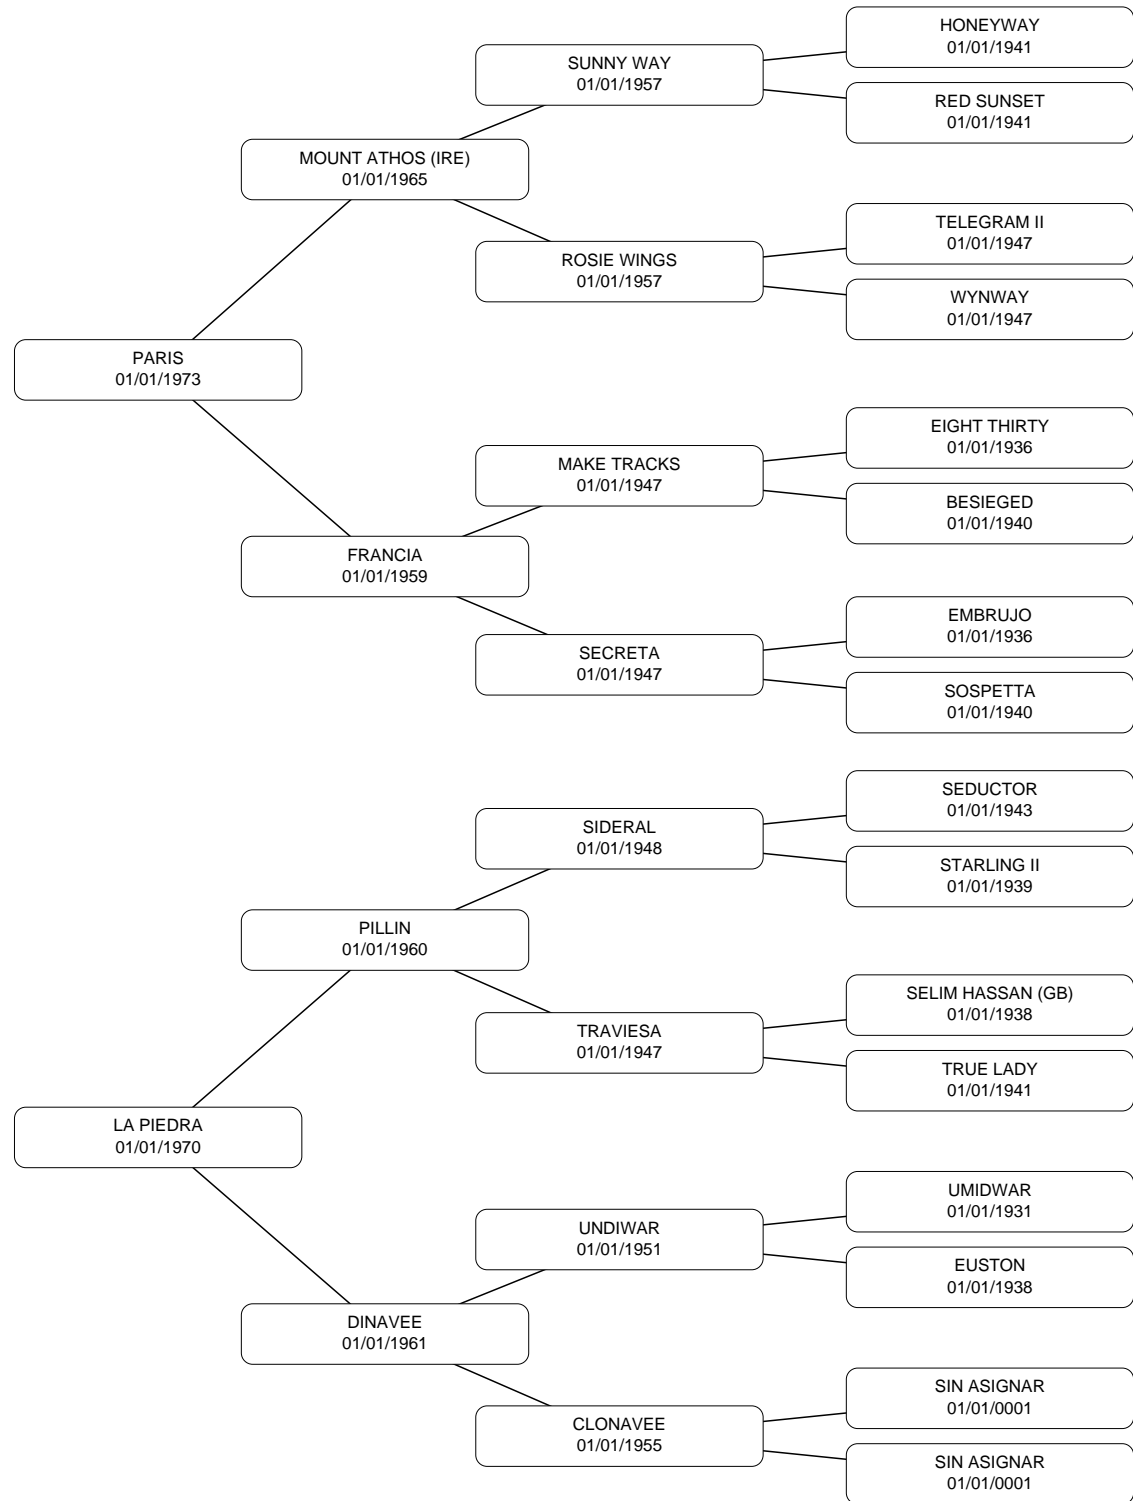 HONEYWAY
01/01/1941
SUNNY WAY
01/01/1957
RED SUNSET
01/01/1941
MOUNT ATHOS (IRE)
01/01/1965
TELEGRAM II
01/01/1947
ROSIE WINGS
01/01/1957
WYNWAY
01/01/1947
PARIS
01/01/1973
EIGHT THIRTY
01/01/1936
MAKE TRACKS
01/01/1947
BESIEGED
01/01/1940
FRANCIA
01/01/1959
EMBRUJO
01/01/1936
SECRETA
01/01/1947
SOSPETTA
01/01/1940
SEDUCTOR
01/01/1943
SIDERAL
01/01/1948
STARLING II
01/01/1939
PILLIN
01/01/1960
SELIM HASSAN (GB)
01/01/1938
TRAVIESA
01/01/1947
TRUE LADY
01/01/1941
LA PIEDRA
01/01/1970
UMIDWAR
01/01/1931
UNDIWAR
01/01/1951
EUSTON
01/01/1938
DINAVEE
01/01/1961
SIN ASIGNAR
01/01/0001
CLONAVEE
01/01/1955
SIN ASIGNAR
01/01/0001